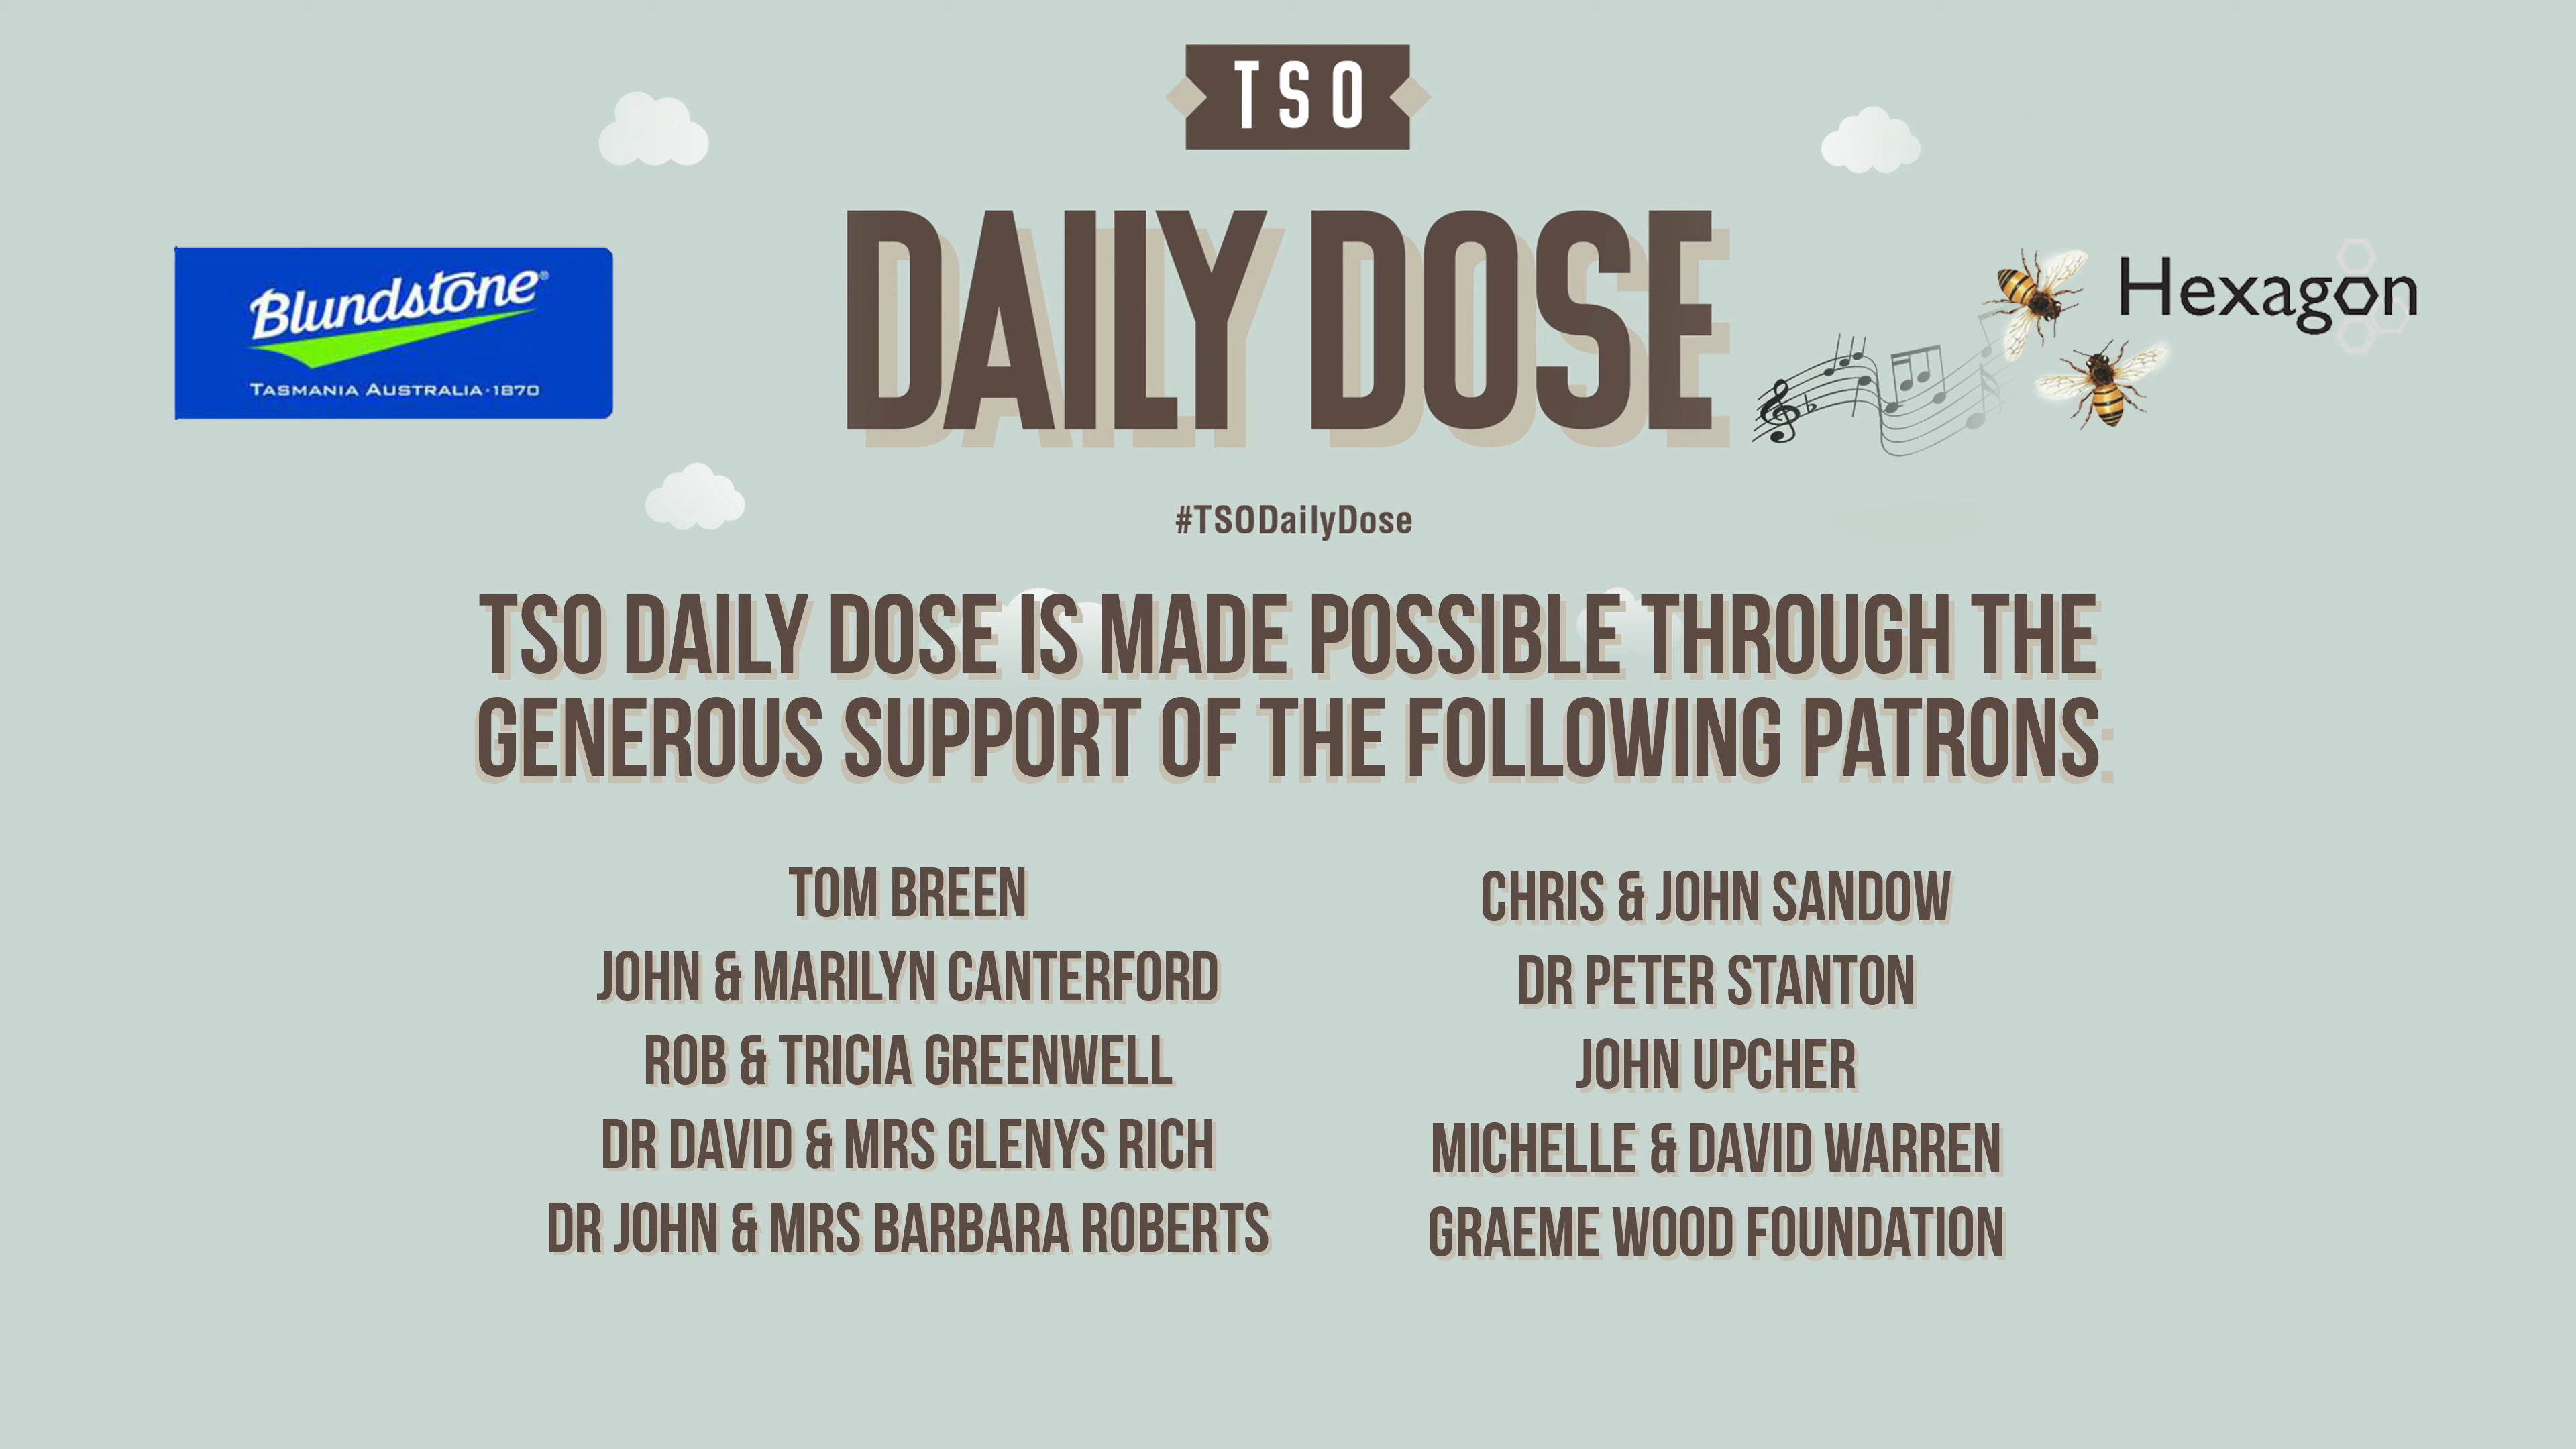 TSO
DAILY DOSE
Blundstone®
TASMANIA AUSTRALIA·1870
Hexagon
#TSODailyDose
TSO DAILY DOSE IS MADE POSSIBLE THROUGH THE
GENEROUS SUPPORT OF THE FOLLOWING PATRONS:
TOM BREEN
JOHN & MARILYN CANTERFORD
ROB & TRICIA GREENWELL
DR DAVID & MRS GLENYS RICH
DR JOHN & MRS BARBARA ROBERTS
CHRIS & JOHN SANDOW
DR PETER STANTON
JOHN UPCHER
MICHELLE & DAVID WARREN
GRAEME WOOD FOUNDATION